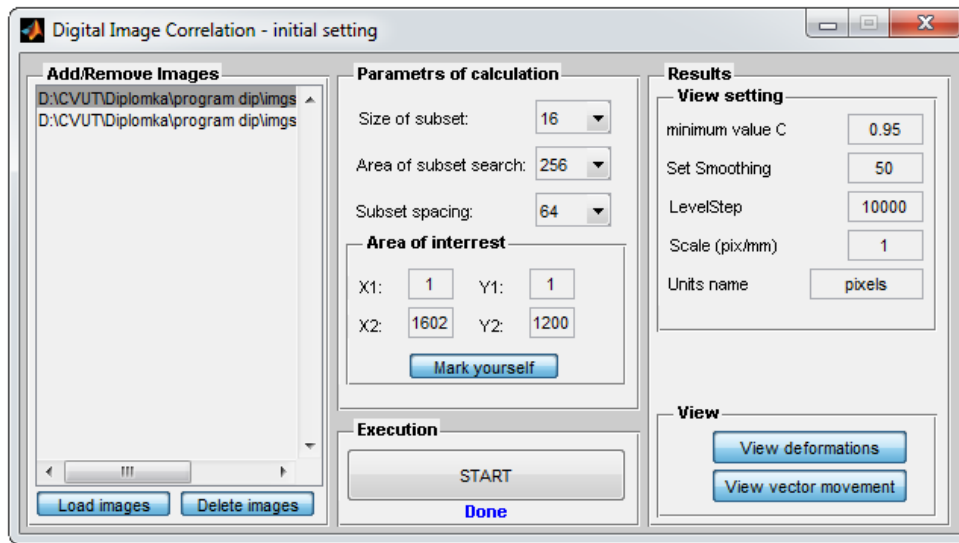 Digital Image Correlation - initial setting
Add/Remove Images
D:\CVUT\Diplomka\program dip\imgs
D:\CVUT\Diplomka\program dip\imgs
Load images
Delete images
Parametrs of calculation
Size of subset: 16
Area of subset search: 256
Subset spacing: 64
Area of interrest
X1: 1 Y1: 1
X2: 1602 Y2: 1200
Mark yourself
Execution
START
Done
Results
View setting
minimum value C 0.95
Set Smoothing 50
LevelStep 10000
Scale (pix/mm) 1
Units name pixels
View
View deformations
View vector movement